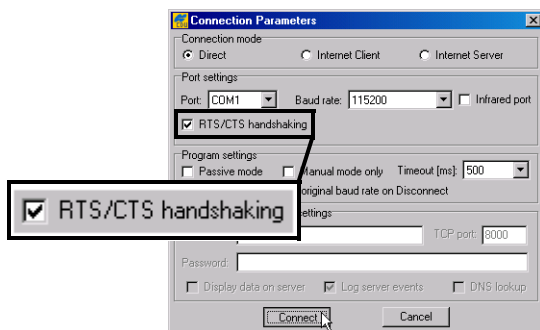 Connection Parameters
Connection mode
Direct Internet Client Internet Server
Port settings
Port: COM1 Baud rate: 115200 Infrared port
RTS/CTS handshaking
Program settings
Passive mode Manual mode only Timeout [ms]: 500
original baud rate on Disconnect
RTS/CTS handshaking
settings
TCP port: 8000
Password:
Display data on server Log server events DNS lookup
Connect Cancel